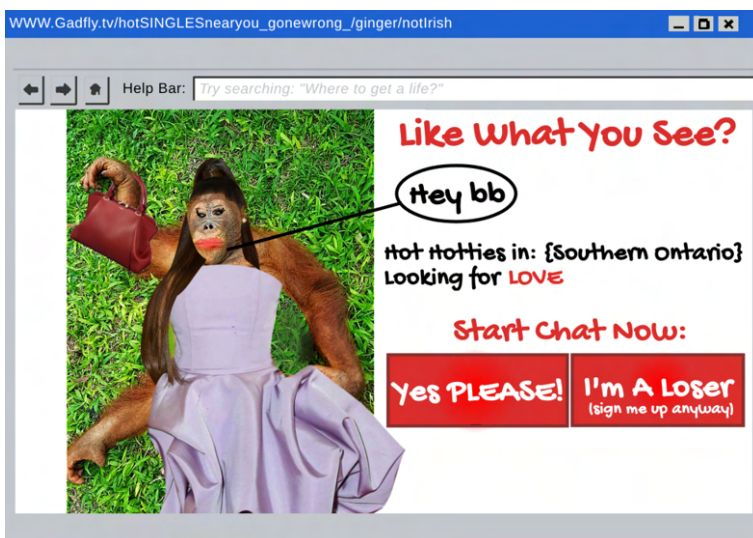 WWW.Gadfly.tv/hotSINGLESnearyou_gonewrong_/ginger/notIrish
Help Bar: Try searching: "Where to get a life?"
Like What You See?
Hey bb
Hot Hotties in: {Southern Ontario}
Looking for LOVE
Start Chat Now:
Yes PLEASE!
I'm A Loser
(sign me up anyway)